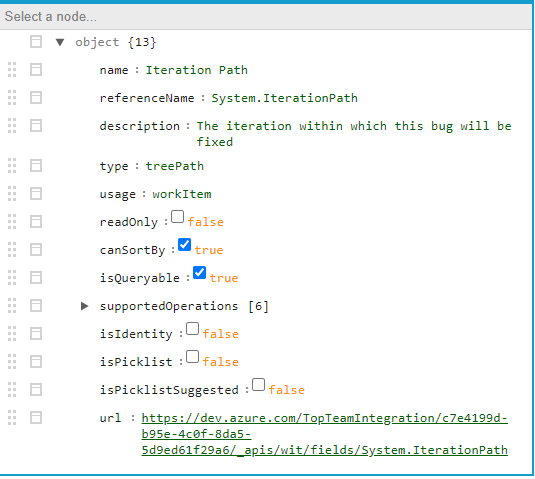 Select a node...
object {13}
name : Iteration Path
referenceName : System.IterationPath
description : The iteration within which this bug will be
fixed
type : treePath
usage : workItem
readOnly : false
canSortBy : true
isQueryable : true
supportedOperations [6]
isIdentity : false
isPicklist : false
isPicklistSuggested : false
url : https://dev.azure.com/TopTeamIntegration/c7e4199d-
b95e-4c0f-8da5-
5d9ed61f29a6/_apis/wit/fields/System.IterationPath